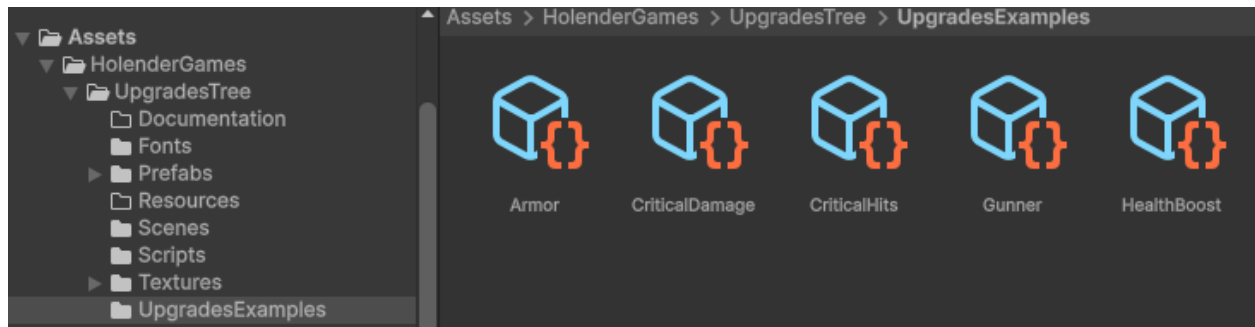 Assets
HolenderGames
UpgradesTree
Documentation
Fonts
Prefabs
Resources
Scenes
Scripts
Textures
UpgradesExamples
Assets > HolenderGames > UpgradesTree > UpgradesExamples
Armor
CriticalDamage
CriticalHits
Gunner
HealthBoost